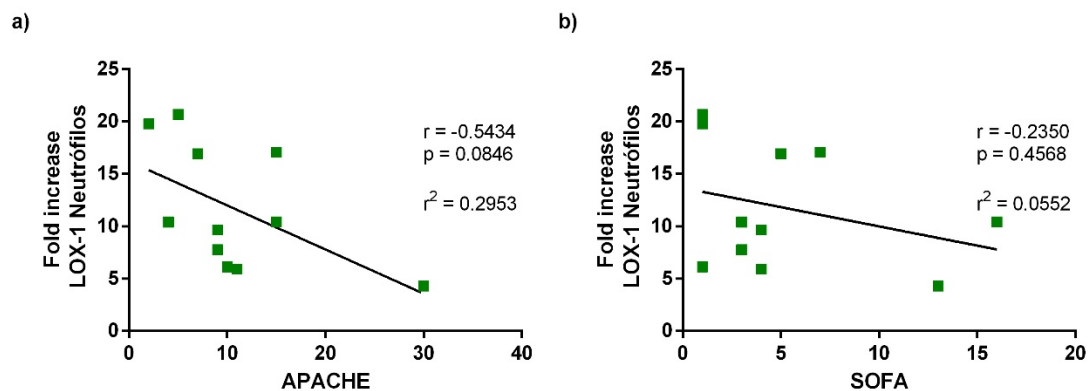 a)
Fold increase
LOX-1 Neutrófilos
25
20
15
10
5
0
0 10 20 30 40
APACHE
r = -0.5434
p = 0.0846
r² = 0.2953
b)
Fold increase
LOX-1 Neutrófilos
25
20
15
10
5
0
0 5 10 15 20
SOFA
r = -0.2350
p = 0.4568
r² = 0.0552